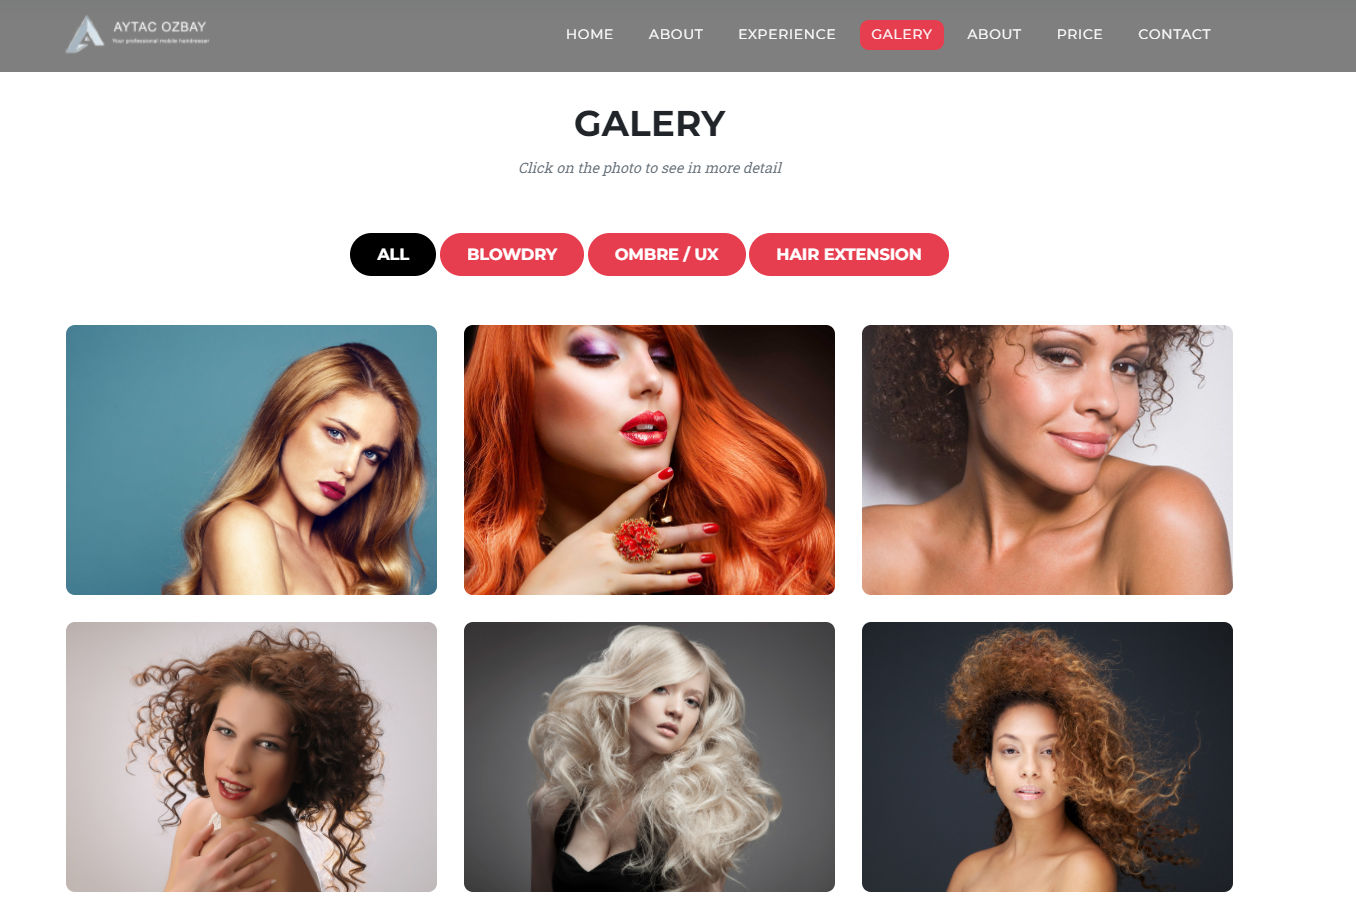 AYTAC OZBAY
Your professional mobile hairdresser
HOME ABOUT EXPERIENCE GALERY ABOUT PRICE CONTACT
GALERY
Click on the photo to see in more detail
ALL BLOWDRY OMBRE / UX HAIR EXTENSION